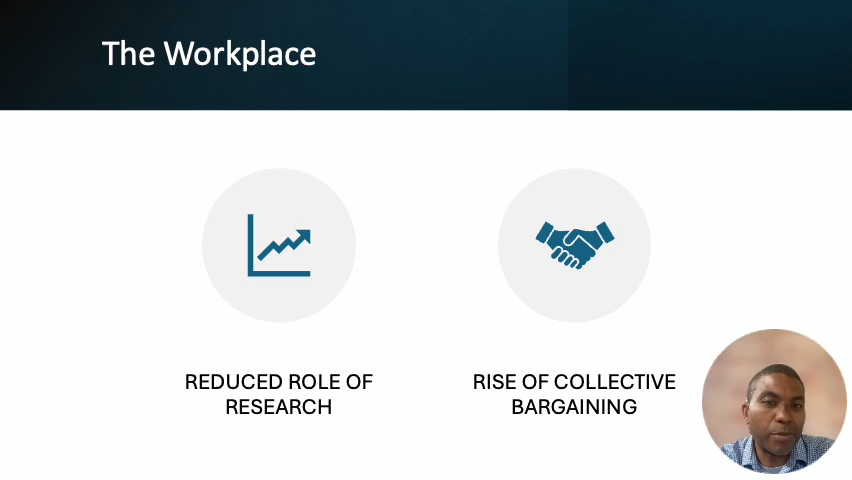 The Workplace
REDUCED ROLE OF
RESEARCH
RISE OF COLLECTIVE
BARGAINING